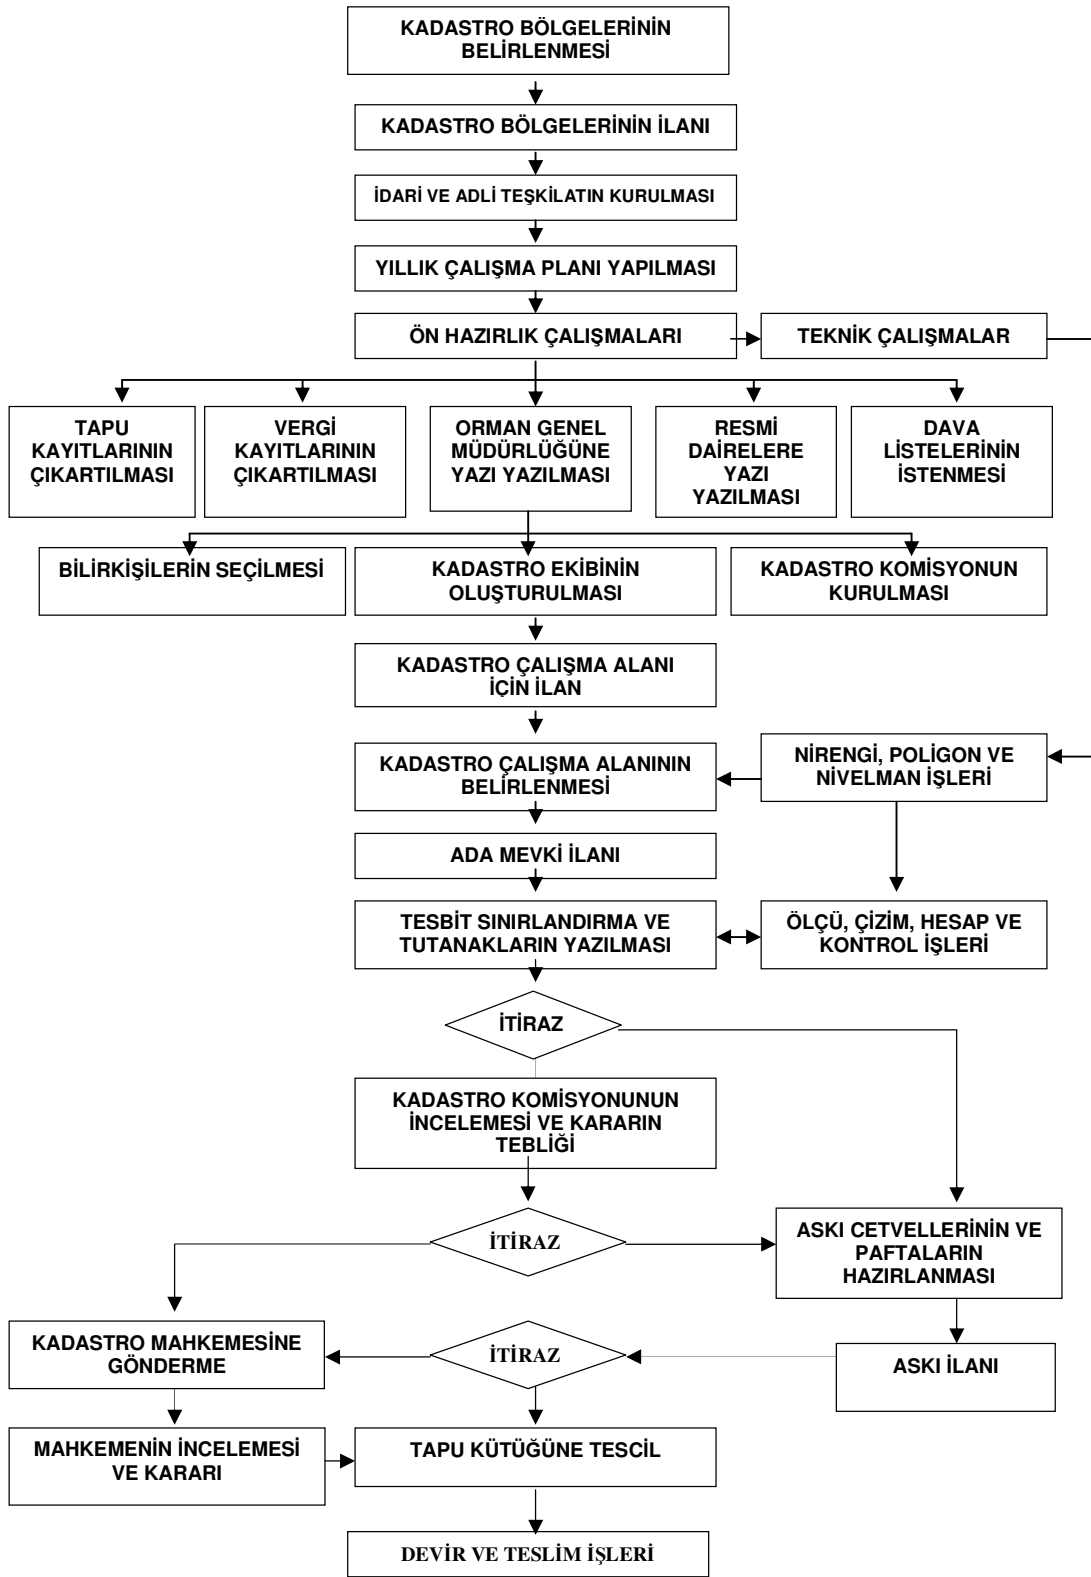 KADASTRO BÖLGELERİNİN
BELİRLENMESİ
KADASTRO BÖLGELERİNİN İLANI
İDARİ VE ADLİ TEŞKİLATIN KURULMASI
YILLIK ÇALIŞMA PLANI YAPILMASI
ÖN HAZIRLIK ÇALIŞMALARI
TEKNİK ÇALIŞMALAR
TAPU
KAYITLARININ
ÇIKARTILMASI
VERGİ
KAYITLARININ
ÇIKARTILMASI
ORMAN GENEL
MÜDÜRLÜĞÜNE
YAZI YAZILMASI
RESMİ
DAİRELERE
YAZI
YAZILMASI
DAVA
LİSTELERİNİN
İSTENMESİ
BİLİRKİŞİLERİN SEÇİLMESİ
KADASTRO EKİBİNİN
OLUŞTURULMASI
KADASTRO KOMİSYONUN
KURULMASI
KADASTRO ÇALIŞMA ALANI
İÇİN İLAN
KADASTRO ÇALIŞMA ALANININ
BELİRLENMESİ
NİRENGİ, POLİGON VE
NİVELMAN İŞLERİ
ADA MEVKİ İLANI
TESBİT SINIRLANDIRMA VE
TUTANAKLARIN YAZILMASI
ÖLÇÜ, ÇİZİM, HESAP VE
KONTROL İŞLERİ
İTİRAZ
KADASTRO KOMİSYONUNUN
İNCELEMESİ VE KARARIN
TEBLİĞİ
İTİRAZ
ASKI CETVELLERİNİN VE
PAFTALARIN
HAZIRLANMASI
KADASTRO MAHKEMESİNE
GÖNDERME
İTİRAZ
ASKI İLANI
MAHKEMENİN İNCELEMESİ
VE KARARI
TAPU KÜTÜĞÜNE TESCİL
DEVİR VE TESLİM İŞLERİ